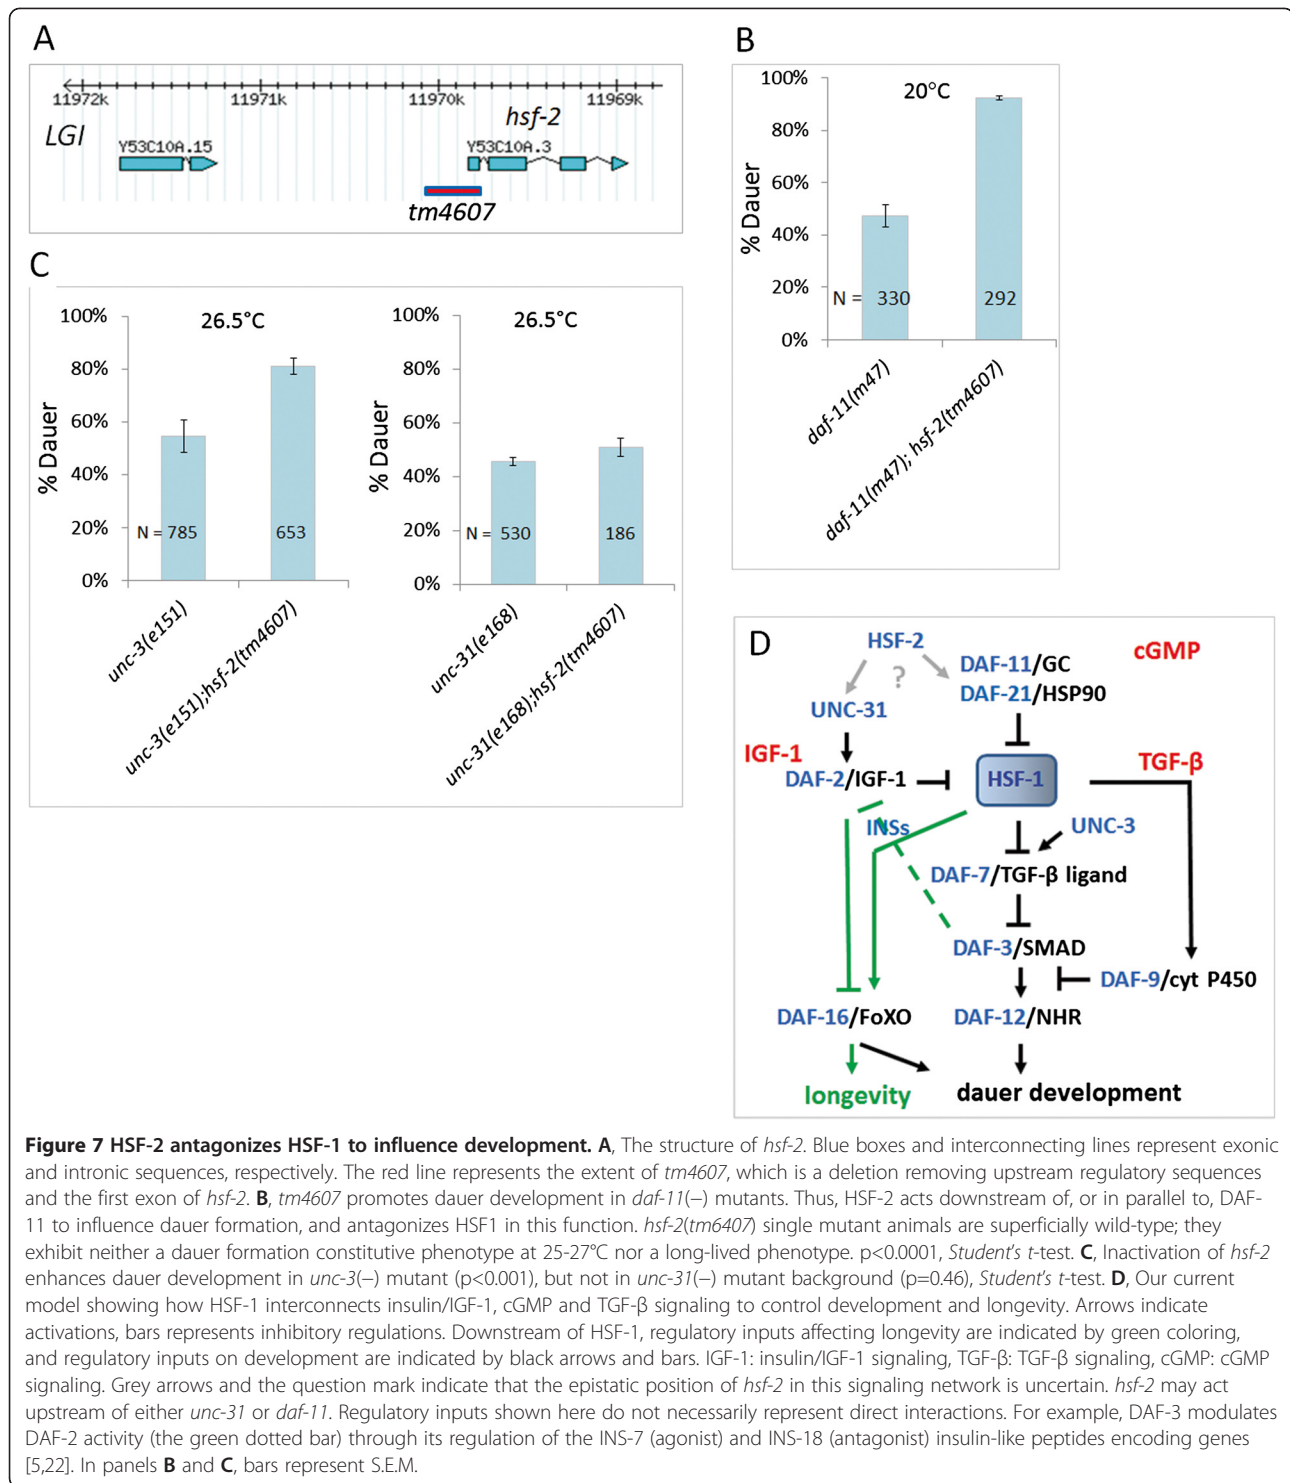 A
11972k 11971k 11970k 11969k
LGI
hsf-2
Y53C10A.15 Y53C10A.3
tm4607
B
20°C
% Dauer
100%
80%
60%
40%
20%
0%
N = 330 292
daf-11(m47)
daf-11(m47); hsf-2(tm4607)
C
26.5°C
% Dauer
100%
80%
60%
40%
20%
0%
N = 785 653
unc-3(e151)
unc-3(e151);hsf-2(tm4607)
26.5°C
% Dauer
100%
80%
60%
40%
20%
0%
N = 530 186
unc-31(e168)
unc-31(e168);hsf-2(tm4607)
D
HSF-2
?
DAF-11/GC
DAF-21/HSP90
cGMP
UNC-31
IGF-1
DAF-2/IGF-1
HSF-1
TGF-β
INSs
UNC-3
DAF-7/TGF-β ligand
DAF-3/SMAD
DAF-9/cyt P450
DAF-16/FoXO
DAF-12/NHR
longevity
dauer development
Figure 7 HSF-2 antagonizes HSF-1 to influence development. A, The structure of hsf-2. Blue boxes and interconnecting lines represent exonic
and intronic sequences, respectively. The red line represents the extent of tm4607, which is a deletion removing upstream regulatory sequences
and the first exon of hsf-2. B, tm4607 promotes dauer development in daf-11(−) mutants. Thus, HSF-2 acts downstream of, or in parallel to, DAF-
11 to influence dauer formation, and antagonizes HSF1 in this function. hsf-2(tm6407) single mutant animals are superficially wild-type; they
exhibit neither a dauer formation constitutive phenotype at 25-27°C nor a long-lived phenotype. p<0.0001, Student's t-test. C, Inactivation of hsf-2
enhances dauer development in unc-3(−) mutant (p<0.001), but not in unc-31(−) mutant background (p=0.46), Student's t-test. D, Our current
model showing how HSF-1 interconnects insulin/IGF-1, cGMP and TGF-β signaling to control development and longevity. Arrows indicate
activations, bars represents inhibitory regulations. Downstream of HSF-1, regulatory inputs affecting longevity are indicated by green coloring,
and regulatory inputs on development are indicated by black arrows and bars. IGF-1: insulin/IGF-1 signaling, TGF-β: TGF-β signaling, cGMP: cGMP
signaling. Grey arrows and the question mark indicate that the epistatic position of hsf-2 in this signaling network is uncertain. hsf-2 may act
upstream of either unc-31 or daf-11. Regulatory inputs shown here do not necessarily represent direct interactions. For example, DAF-3 modulates
DAF-2 activity (the green dotted bar) through its regulation of the INS-7 (agonist) and INS-18 (antagonist) insulin-like peptides encoding genes
[5,22]. In panels B and C, bars represent S.E.M.